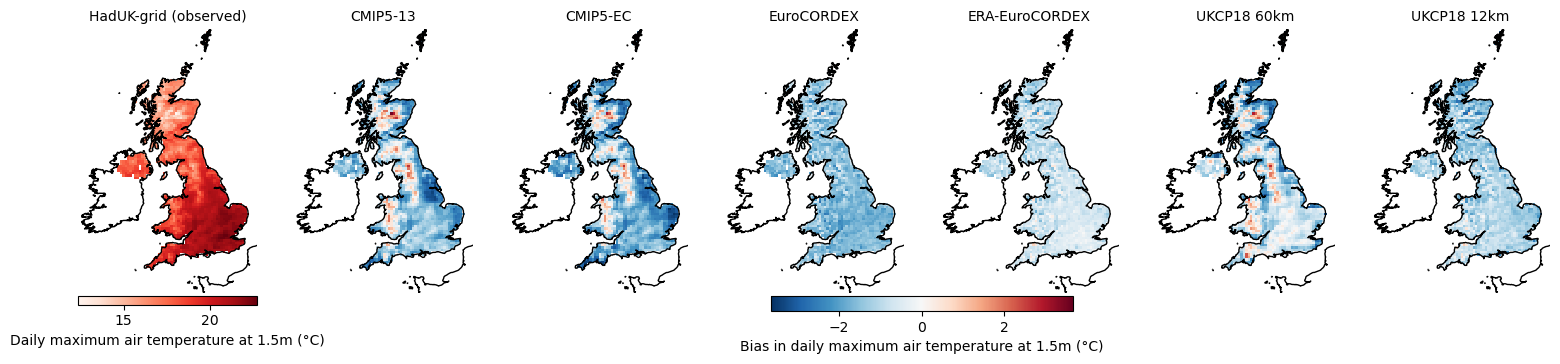 HadUK-grid (observed)
CMIP5-13
CMIP5-EC
EuroCORDEX
ERA-EuroCORDEX
UKCP18 60km
UKCP18 12km
15
20
Daily maximum air temperature at 1.5m (°C)
−2
0
2
Bias in daily maximum air temperature at 1.5m (°C)